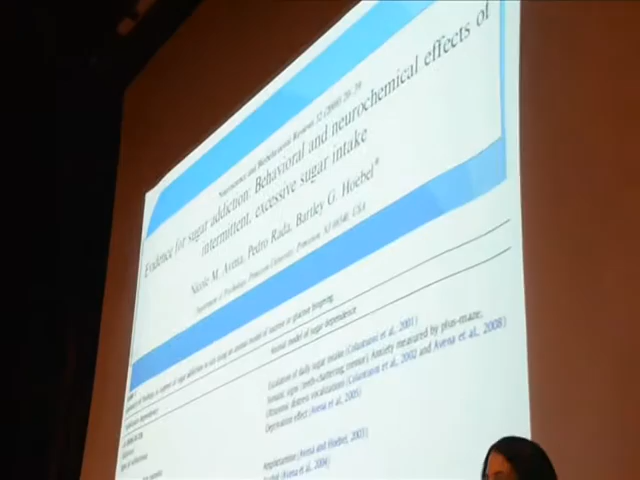 Neuroscience and Biobehavioral Reviews 32 (2008) 20–39
Evidence for sugar addiction: Behavioral and neurochemical effects of
intermittent, excessive sugar intake
Nicole M. Avena, Pedro Rada, Bartley G. Hoebel*
Department of Psychology, Princeton University, Princeton, NJ 08540, USA
Animal model of sugar dependence
Escalation of daily sugar intake (Colantuoni et al., 2001)
Somatic signs (teeth-chattering, tremor) Anxiety measured by plus-maze,
Ultrasonic distress vocalizations (Colantuoni et al., 2002 and Avena et al., 2008)
Deprivation effect (Avena et al., 2005)
Amphetamine (Avena and Hoebel, 2003)
(Avena et al., 2004)